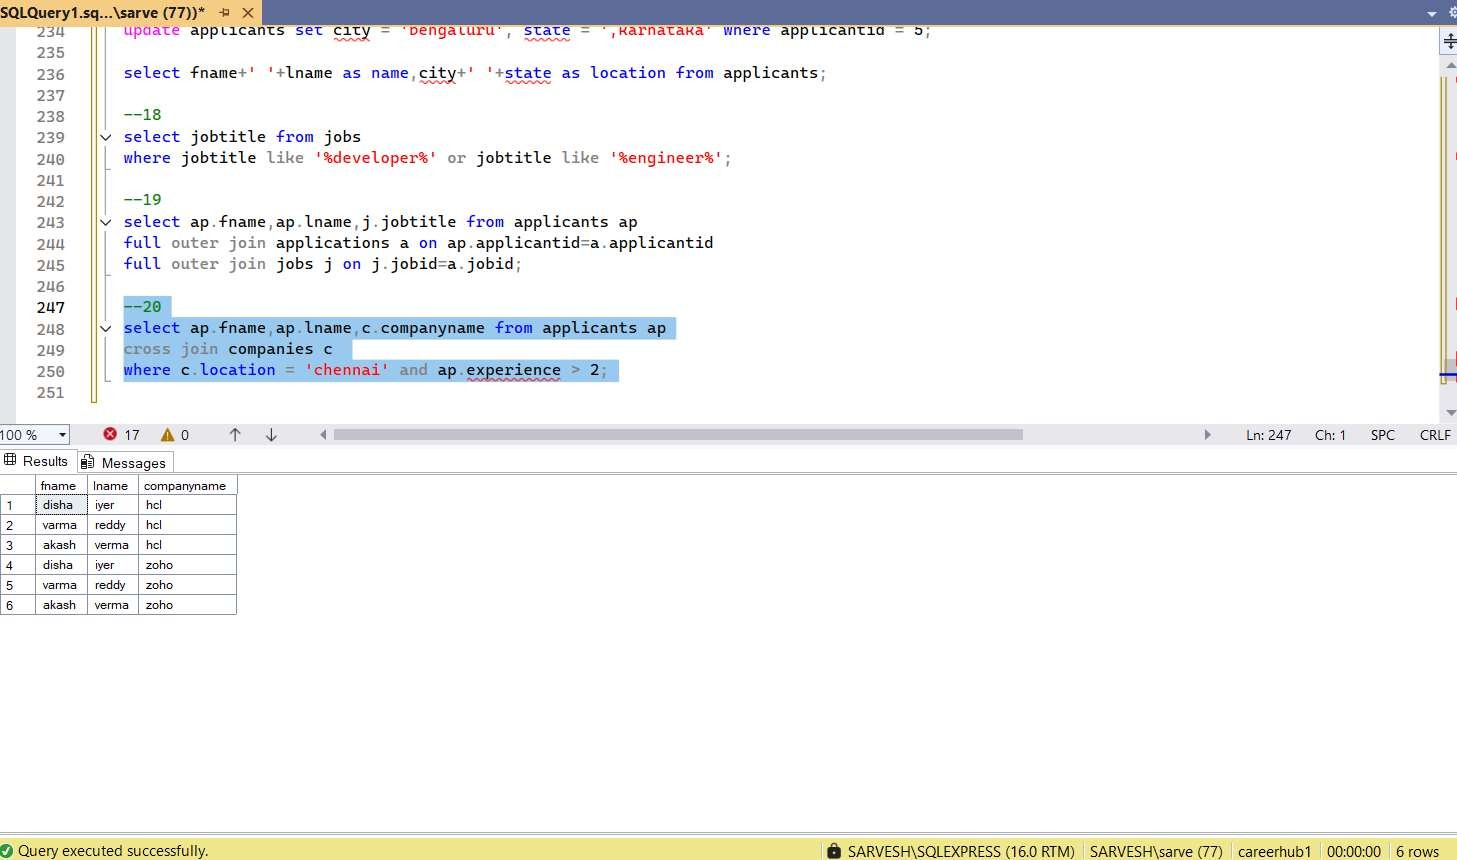 SQLQuery1.sq...\sarve (77))*
234 update applicants set city = 'bengaluru', state = ',karnataka' where applicantid = 5;
235
236 select fname+' '+lname as name,city+' '+state as location from applicants;
237
238 --18
239 select jobtitle from jobs
240 where jobtitle like '%developer%' or jobtitle like '%engineer%';
241
242 --19
243 select ap.fname,ap.lname,j.jobtitle from applicants ap
244 full outer join applications a on ap.applicantid=a.applicantid
245 full outer join jobs j on j.jobid=a.jobid;
246
247 --20
248 select ap.fname,ap.lname,c.companyname from applicants ap
249 cross join companies c
250 where c.location = 'chennai' and ap.experience > 2;
251
100 % 17 0 Ln: 247 Ch: 1 SPC CRLF
Results Messages
fname lname companyname
1 disha iyer hcl
2 varma reddy hcl
3 akash verma hcl
4 disha iyer zoho
5 varma reddy zoho
6 akash verma zoho
Query executed successfully. SARVESH\SQLEXPRESS (16.0 RTM) SARVESH\sarve (77) careerhub1 00:00:00 6 rows